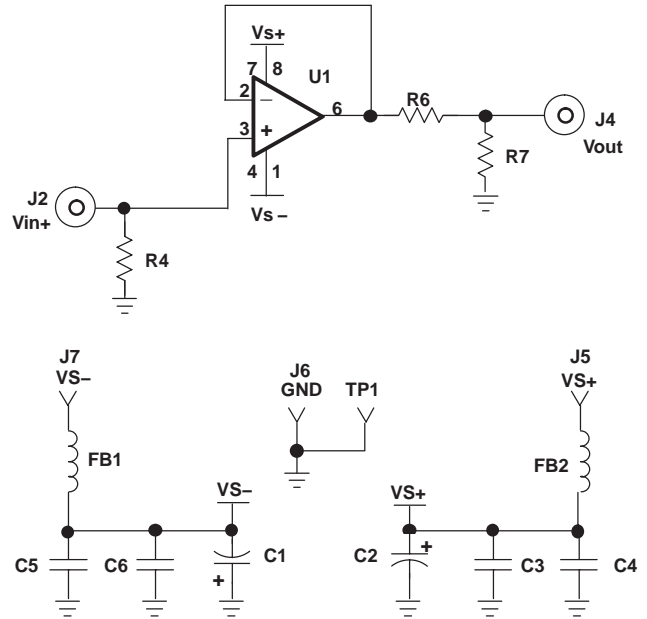 Vs+
7 8
U1
2
–
6
R6
J4
3
+
Vout
R7
4 1
J2
Vs –
Vin+
R4
J7
VS–
J6
GND
TP1
J5
VS+
FB1
FB2
VS–
VS+
C5
C6
C1
+
C2
+
C3
C4